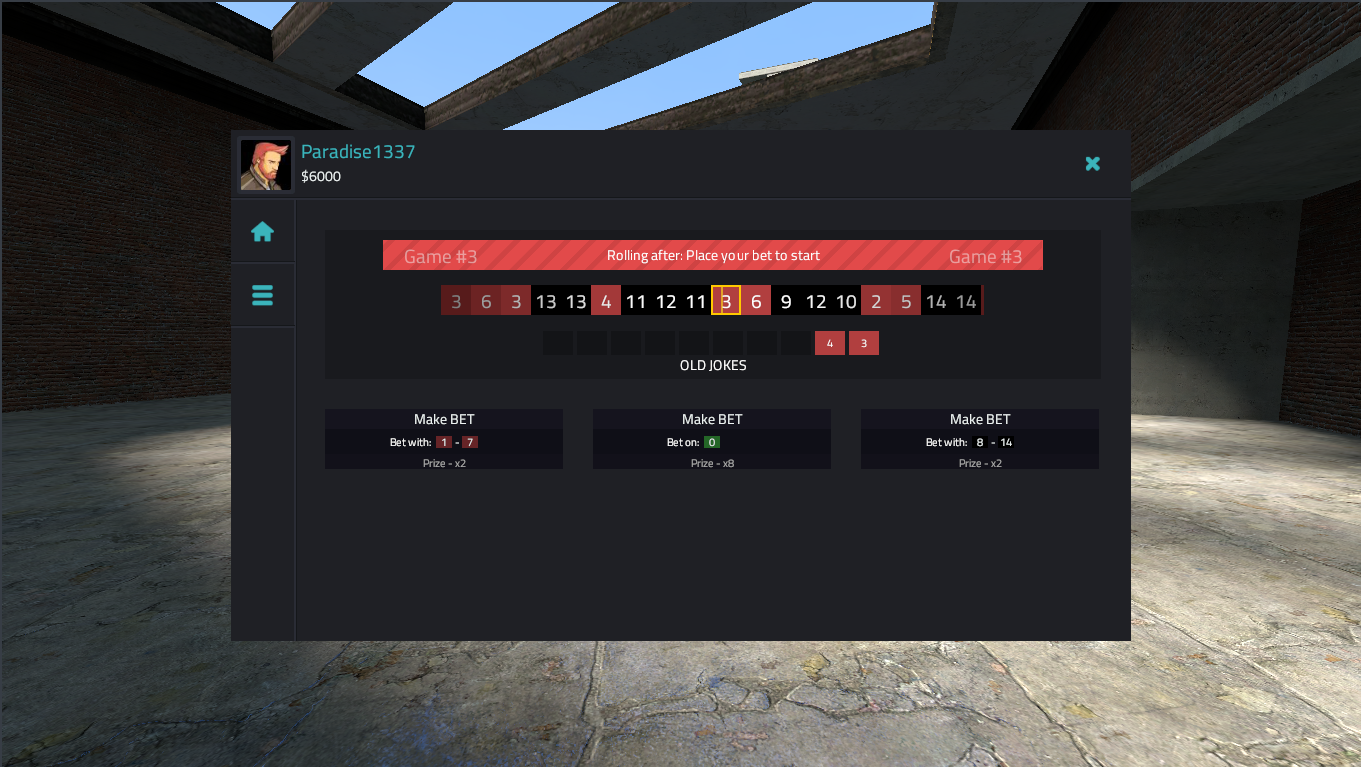 Paradise1337
$6000
Game #3 Rolling after: Place your bet to start Game #3
3 6 3 13 13 4 11 12 11 3 6 9 12 10 2 5 14 14
4 3
OLD JOKES
Make BET Make BET Make BET
Bet with: 1 - 7 Bet on: 0 Bet with: 8 - 14
Prize - x2 Prize - x8 Prize - x2